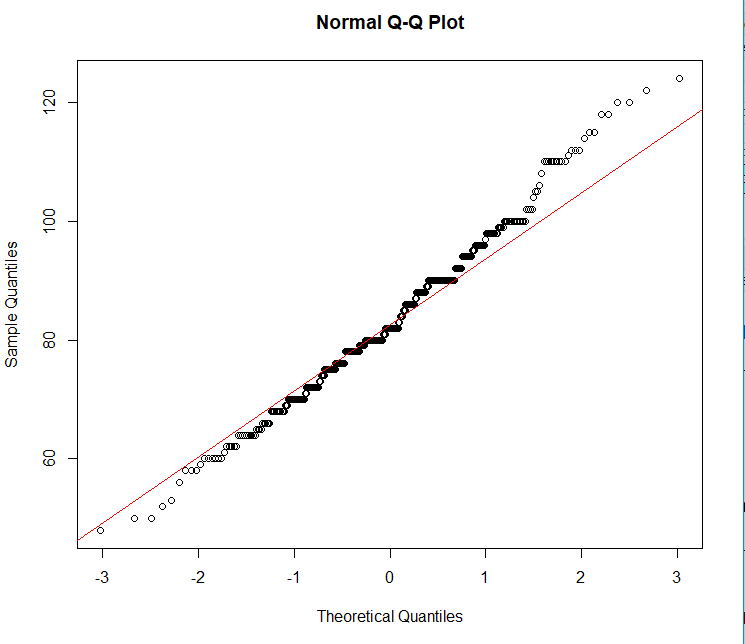 Normal Q-Q Plot
120
100
80
60
Sample Quantiles
-3 -2 -1 0 1 2 3
Theoretical Quantiles